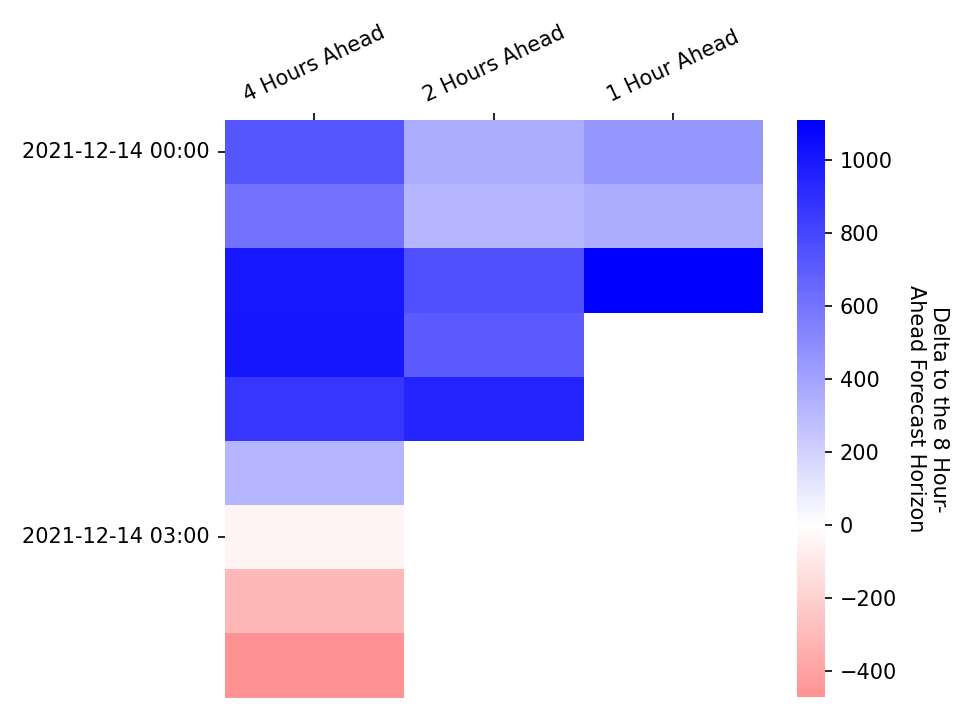 4 Hours Ahead
2 Hours Ahead
1 Hour Ahead
2021-12-14 00:00
2021-12-14 03:00
1000
800
600
400
200
0
−200
−400
Delta to the 8 Hour-
Ahead Forecast Horizon